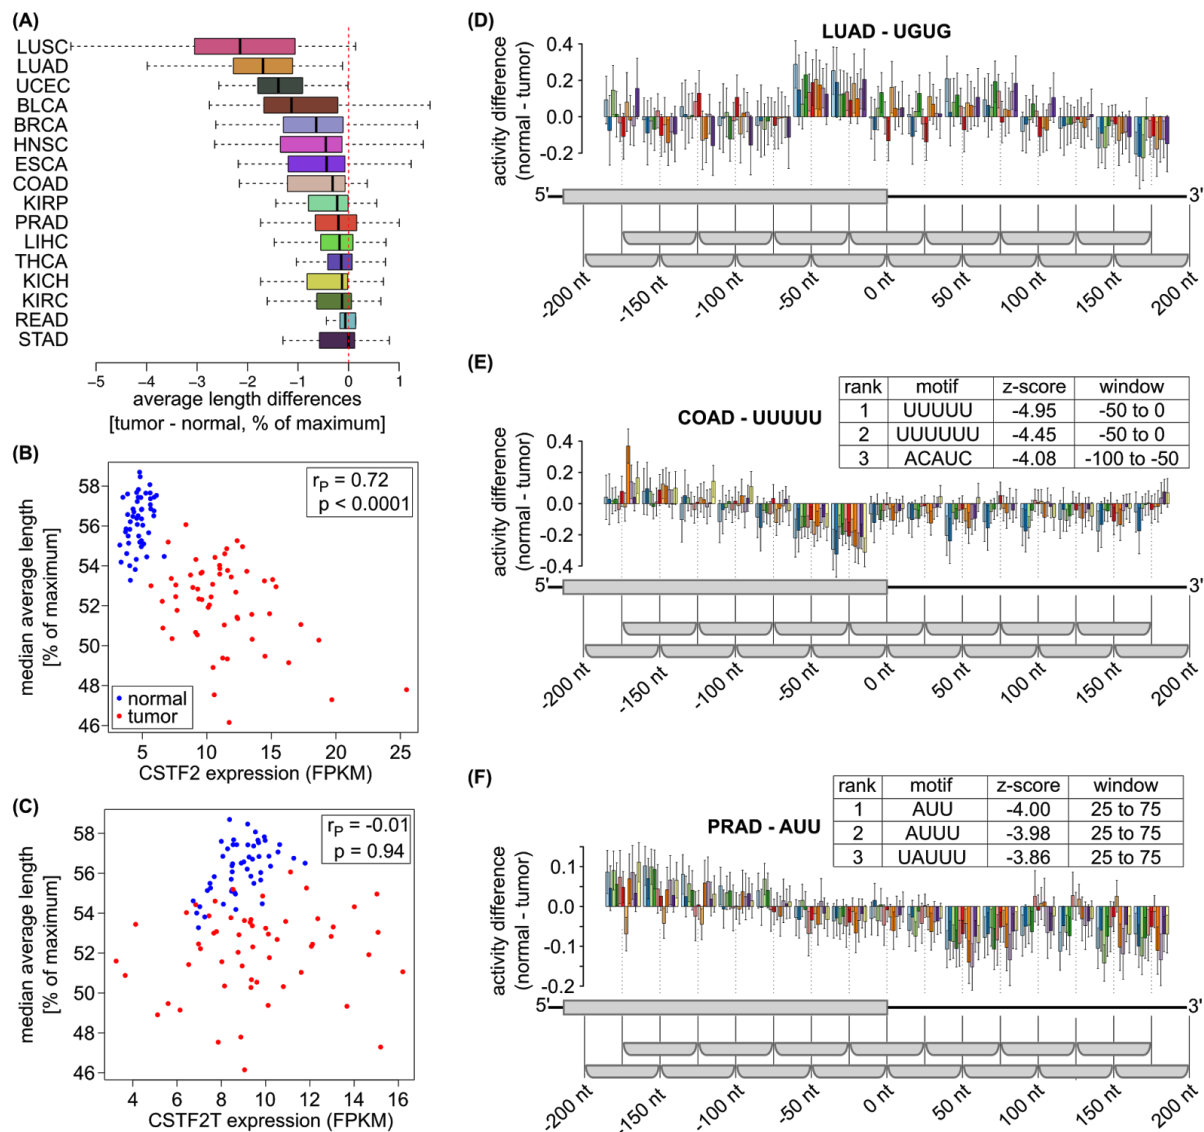 (A)
LUSC
LUAD
UCEC
BLCA
BRCA
HNSC
ESCA
COAD
KIRP
PRAD
LIHC
THCA
KICH
KIRC
READ
STAD
−5 −4 −3 −2 −1 0 1
average length differences
[tumor - normal, % of maximum]
(B)
rP = 0.72
p < 0.0001
median average length
[% of maximum]
58
56
54
52
50
48
46
normal
tumor
5 10 15 20 25
CSTF2 expression (FPKM)
(C)
rP = -0.01
p = 0.94
median average length
[% of maximum]
58
56
54
52
50
48
46
4 6 8 10 12 14 16
CSTF2T expression (FPKM)
(D)
LUAD - UGUG
activity difference
(normal - tumor)
0.4
0.2
0.0
-0.2
5' 3'
-200 nt -150 nt -100 nt -50 nt 0 nt 50 nt 100 nt 150 nt 200 nt
(E)
COAD - UUUUU
rank motif z-score window
1 UUUUU -4.95 -50 to 0
2 UUUUUU -4.45 -50 to 0
3 ACAUC -4.08 -100 to -50
activity difference
(normal - tumor)
0.4
0.2
0.0
-0.2
-0.4
5' 3'
-200 nt -150 nt -100 nt -50 nt 0 nt 50 nt 100 nt 150 nt 200 nt
(F)
PRAD - AUU
rank motif z-score window
1 AUU -4.00 25 to 75
2 AUUU -3.98 25 to 75
3 UAUUU -3.86 25 to 75
activity difference
(normal - tumor)
0.1
0.0
-0.1
-0.2
5' 3'
-200 nt -150 nt -100 nt -50 nt 0 nt 50 nt 100 nt 150 nt 200 nt